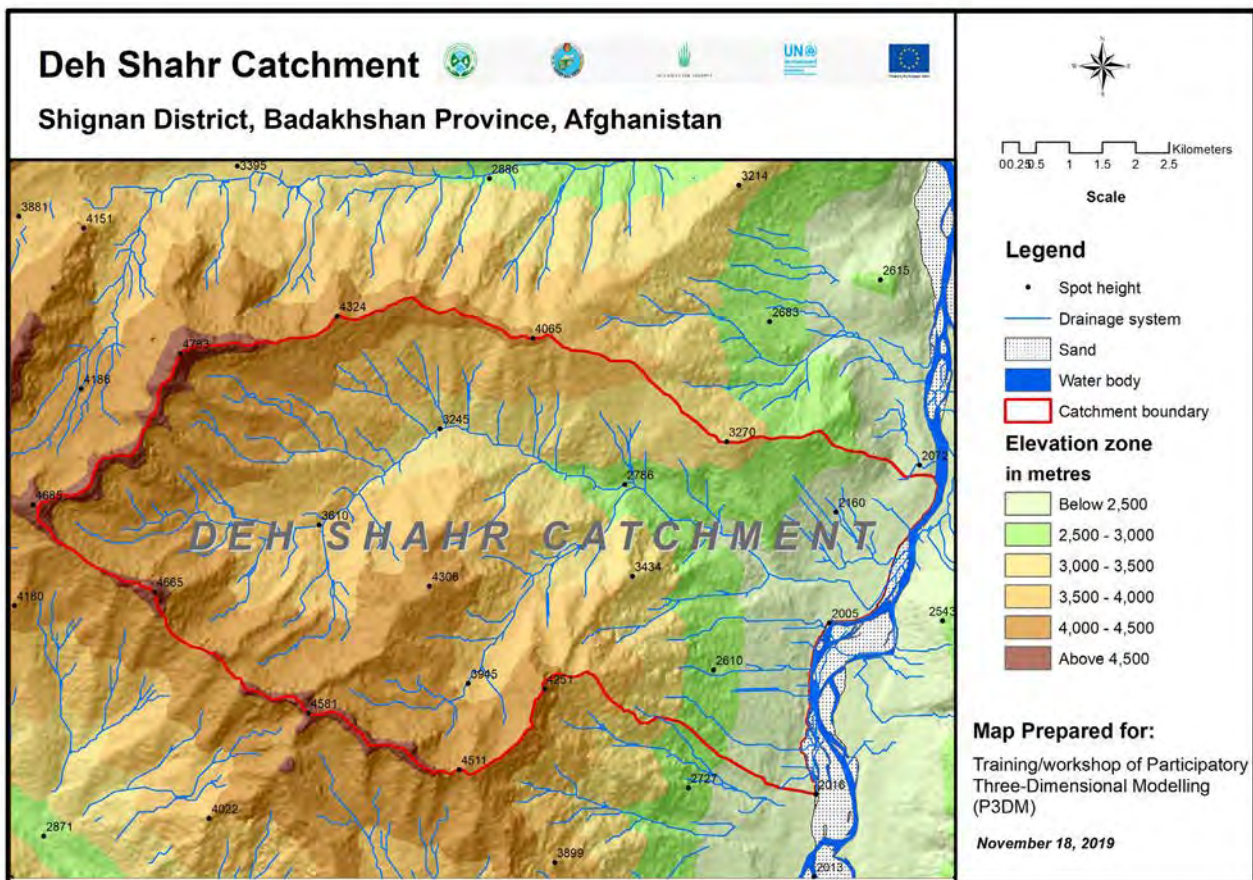 Deh Shahr Catchment
UN
Shignan District, Badakhshan Province, Afghanistan
N
W
E
S
00.250.5 1 1.5 2 2.5 Kilometers
Scale
Legend
Spot height
Drainage system
Sand
Water body
Catchment boundary
Elevation zone
in metres
Below 2,500
2,500 - 3,000
3,000 - 3,500
3,500 - 4,000
4,000 - 4,500
Above 4,500
Map Prepared for:
Training/workshop of Participatory
Three-Dimensional Modelling
(P3DM)
November 18, 2019
3395
2886
3214
3881
4151
2615
4324
2683
4065
4783
4186
3245
3270
2072
2786
4685
2160
3610
DEH SHAHR CATCHMENT
3434
4306
4665
4180
2005
2543
2610
3945
4251
4581
4511
2727
2016
4022
2871
3899
2013